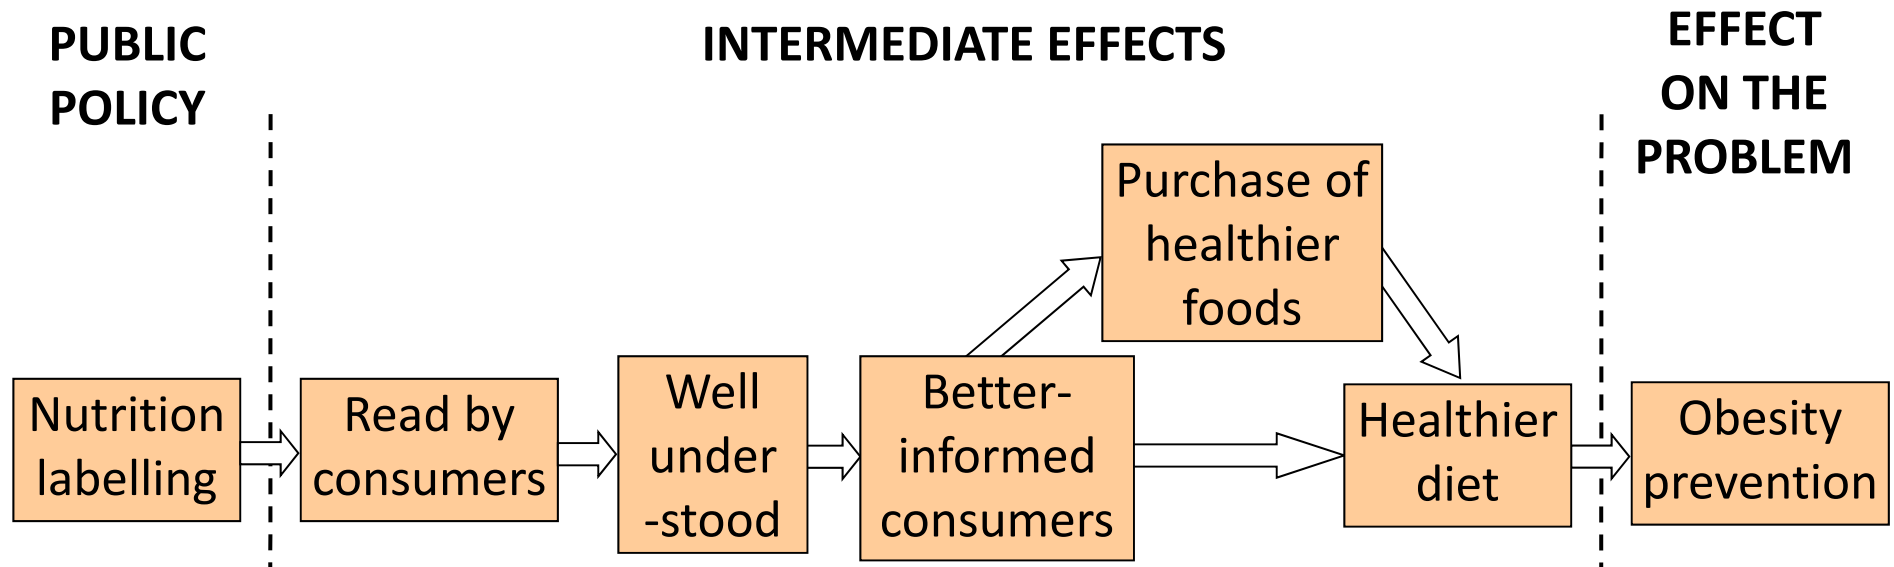 PUBLIC
POLICY
INTERMEDIATE EFFECTS
EFFECT
ON THE
PROBLEM
Nutrition
labelling
Read by
consumers
Well
under
-stood
Better-
informed
consumers
Purchase of
healthier
foods
Healthier
diet
Obesity
prevention